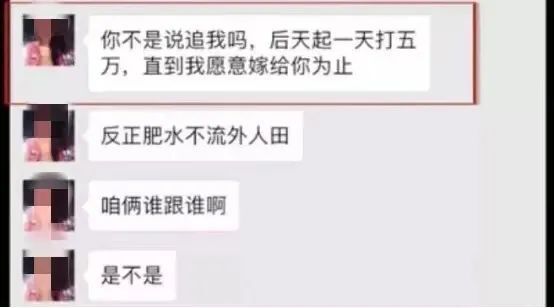 你不是说追我吗，后天起一天打五
万，直到我愿意嫁给你为止
反正肥水不流外人田
咱俩谁跟谁啊
是不是